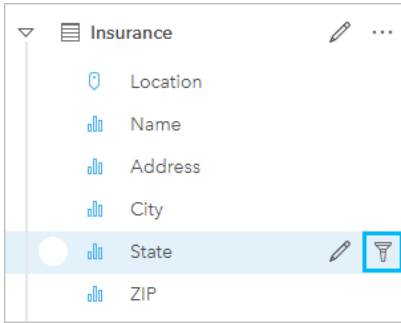 Insurance
Location
Name
Address
City
State
ZIP